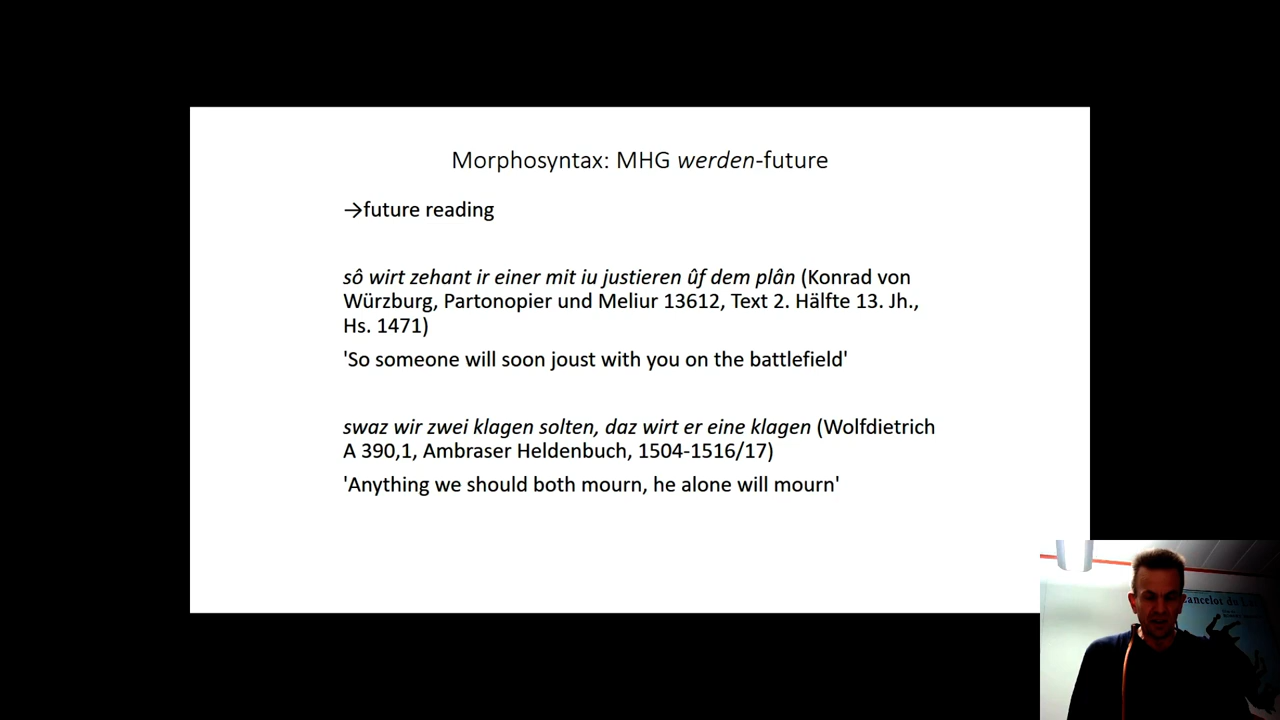 Morphosyntax: MHG werden-future
→future reading
sô wirt zehant ir einer mit iu justieren ûf dem plân (Konrad von
Würzburg, Partonopier und Meliur 13612, Text 2. Hälfte 13. Jh.,
Hs. 1471)
'So someone will soon joust with you on the battlefield'
swaz wir zwei klagen solten, daz wirt er eine klagen (Wolfdietrich
A 390,1, Ambraser Heldenbuch, 1504-1516/17)
'Anything we should both mourn, he alone will mourn'